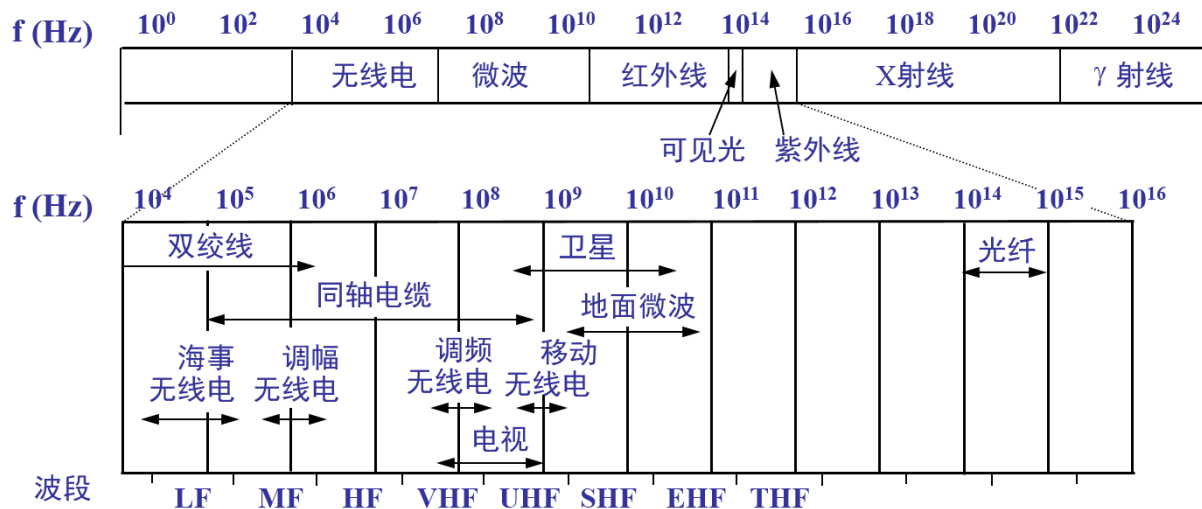 f (Hz) 10⁰ 10² 10⁴ 10⁶ 10⁸ 10¹⁰ 10¹² 10¹⁴ 10¹⁶ 10¹⁸ 10²⁰ 10²² 10²⁴
无线电 微波 红外线 X射线 γ 射线
可见光 紫外线
f (Hz) 10⁴ 10⁵ 10⁶ 10⁷ 10⁸ 10⁹ 10¹⁰ 10¹¹ 10¹² 10¹³ 10¹⁴ 10¹⁵ 10¹⁶
双绞线 卫星 光纤
同轴电缆 地面微波
海事 调幅 调频 移动
无线电 无线电 无线电 无线电
电视
波段 LF MF HF VHF UHF SHF EHF THF